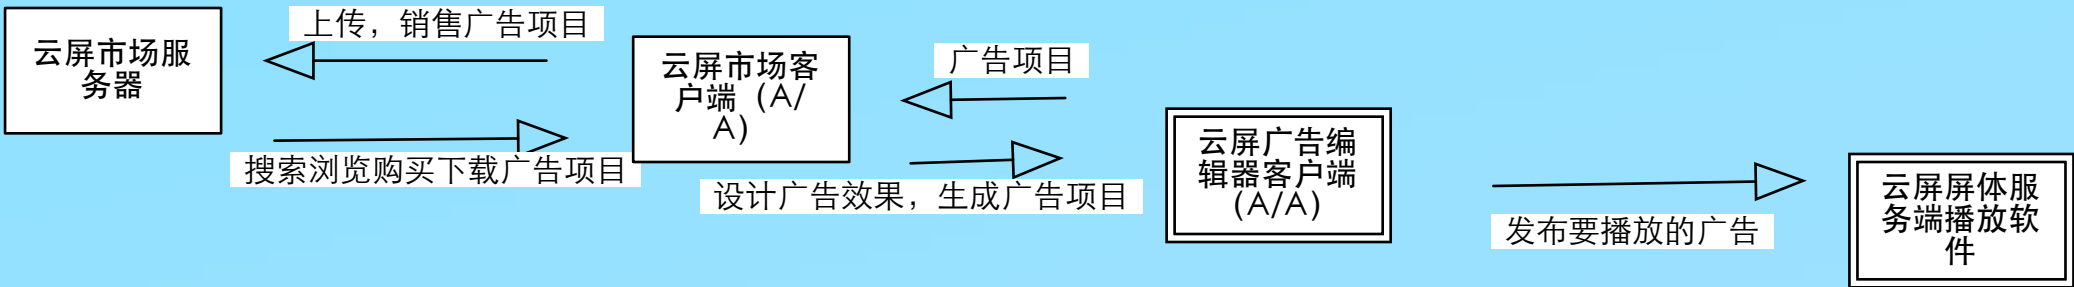 云屏市场服
务器
上传，销售广告项目
搜索浏览购买下载广告项目
云屏市场客
户端（A/
A）
广告项目
设计广告效果，生成广告项目
云屏广告编
辑器客户端
（A/A）
发布要播放的广告
云屏屏体服
务端播放软
件